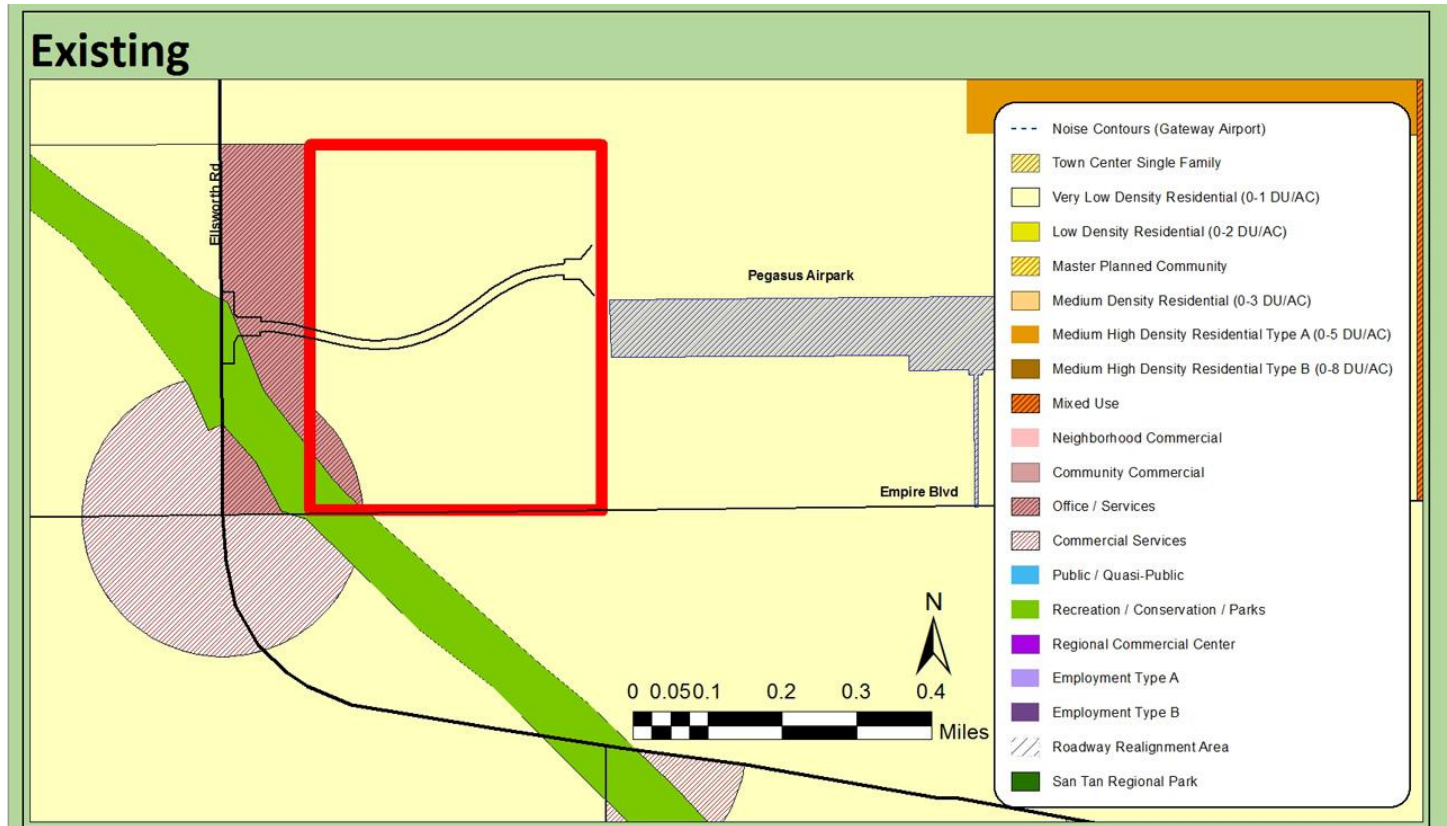 Existing
Ellsworth Rd
Pegasus Airpark
Empire Blvd
N
0 0.050.1 0.2 0.3 0.4
Miles
Noise Contours (Gateway Airport)
Town Center Single Family
Very Low Density Residential (0-1 DU/AC)
Low Density Residential (0-2 DU/AC)
Master Planned Community
Medium Density Residential (0-3 DU/AC)
Medium High Density Residential Type A (0-5 DU/AC)
Medium High Density Residential Type B (0-8 DU/AC)
Mixed Use
Neighborhood Commercial
Community Commercial
Office / Services
Commercial Services
Public / Quasi-Public
Recreation / Conservation / Parks
Regional Commercial Center
Employment Type A
Employment Type B
Roadway Realignment Area
San Tan Regional Park